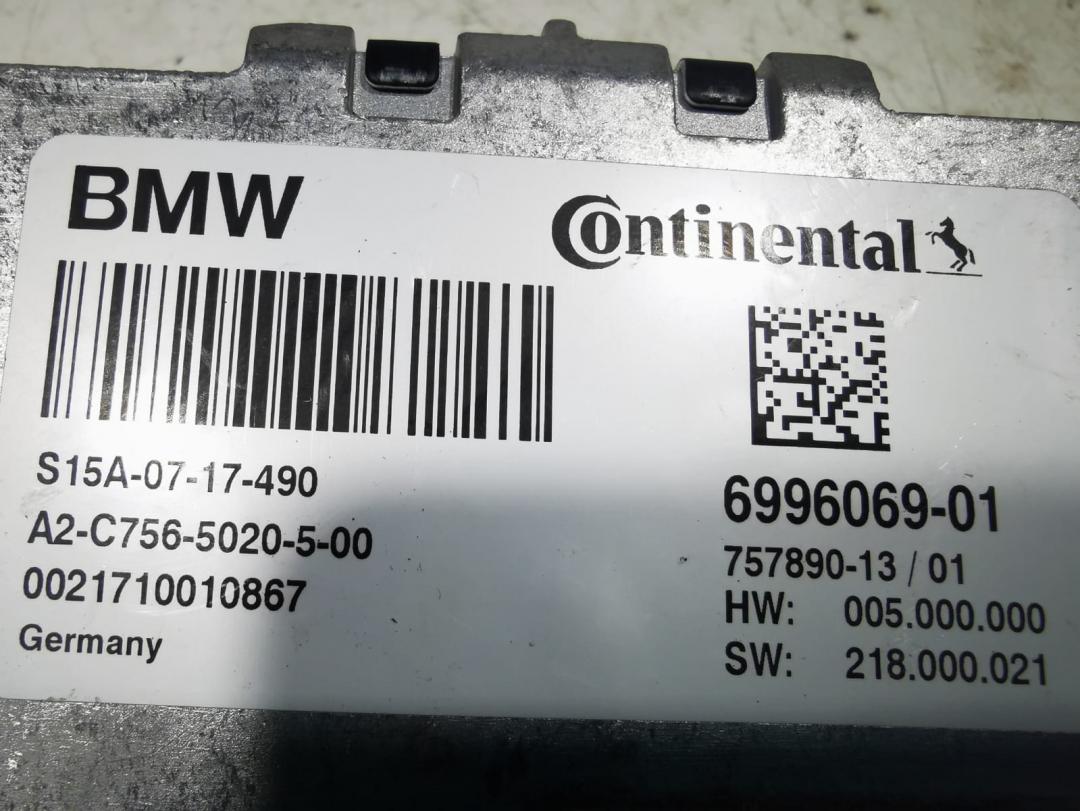 BMW
Continental
S15A-07-17-490
A2-C756-5020-5-00
0021710010867
Germany
6996069-01
757890-13 / 01
HW: 005.000.000
SW: 218.000.021